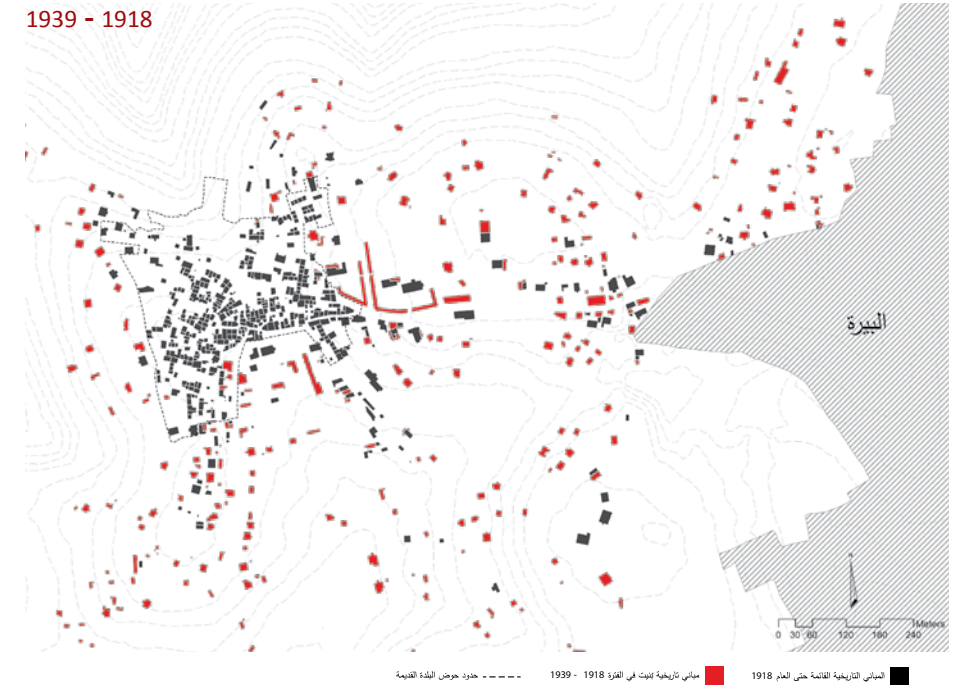 1939 - 1918
البيرة
N
Meters
0 30 60 120 180 240
المباني التاريخية القائمة حتى العام 1918
مباني تاريخية بنيت في الفترة 1918 - 1939
حدود حوض البلدة القديمة